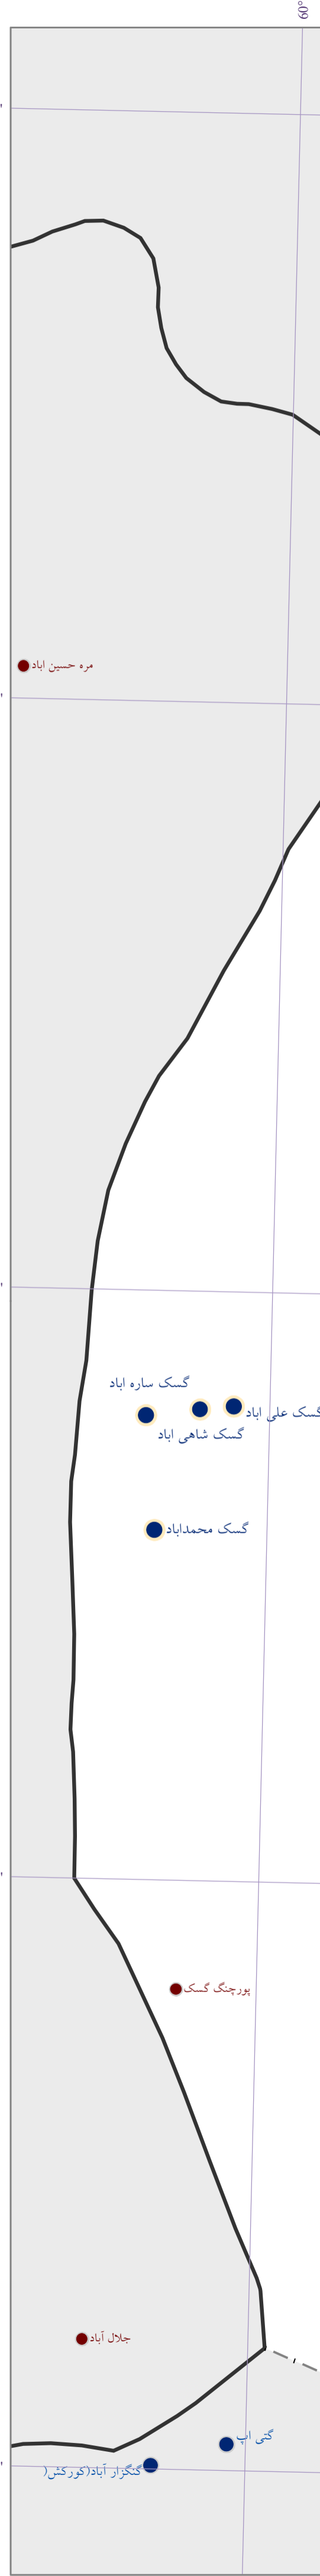 60°
مره حسین اباد
گسک ساره اباد
گسک علی اباد
گسک شاهی اباد
گسک محمداباد
پورچنگ گسک
جلال آباد
گتی اپ
گنگزار آباد(کورکش(